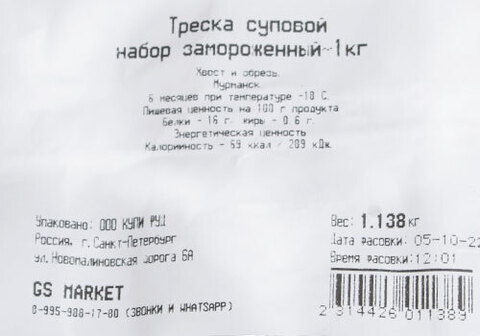 Треска суповой
набор замороженный~1кг
Хвост и обрезь.
Мурманск.
6 месяцев при температуре -18 С.
Пищевая ценность на 100 г продукта
Белки - 16 г. жиры - 0.6 г.
Энергетическая ценность
Калорийность - 69 ккал / 289 кДж.
Упаковано: ООО КУПИ РУД
Россия, г. Санкт-Петербург
ул. Новомалиновская дорога 6А
GS MARKET
8-995-988-17-00 (ЗВОНКИ И WHATSAPP)
Вес: 1.138 кг
Дата фасовки: 05-10-22
Время фасовки: 12:01
2 314426 011389